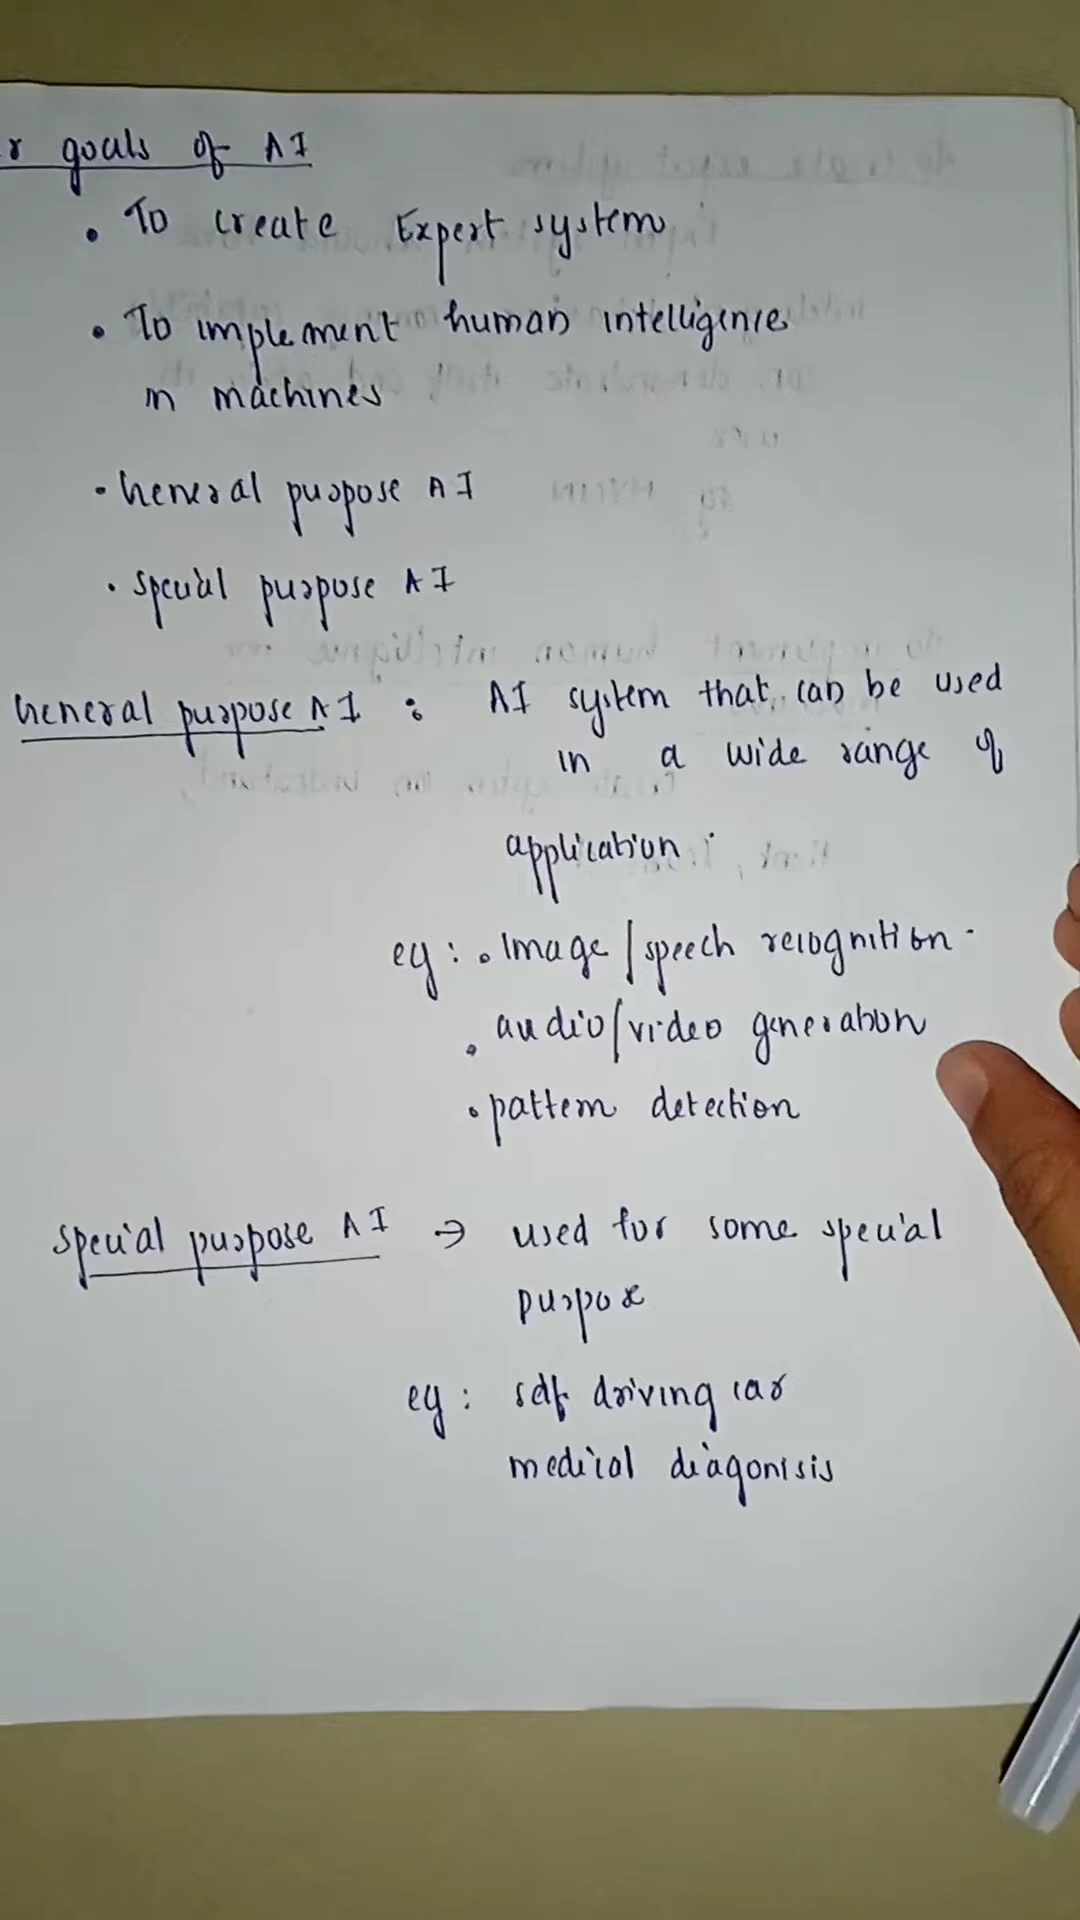 r goals of AI
• To create Expert system
• To implement human intelligence
in machines
• General purpose AI
• special purpose AI
General purpose AI : AI system that can be used
in a wide range of
application.
eg: • Image/speech recognition.
• audio/video generation
• pattern detection
special purpose AI → used for some special
purpose
eg: self driving car
medical diagonisis